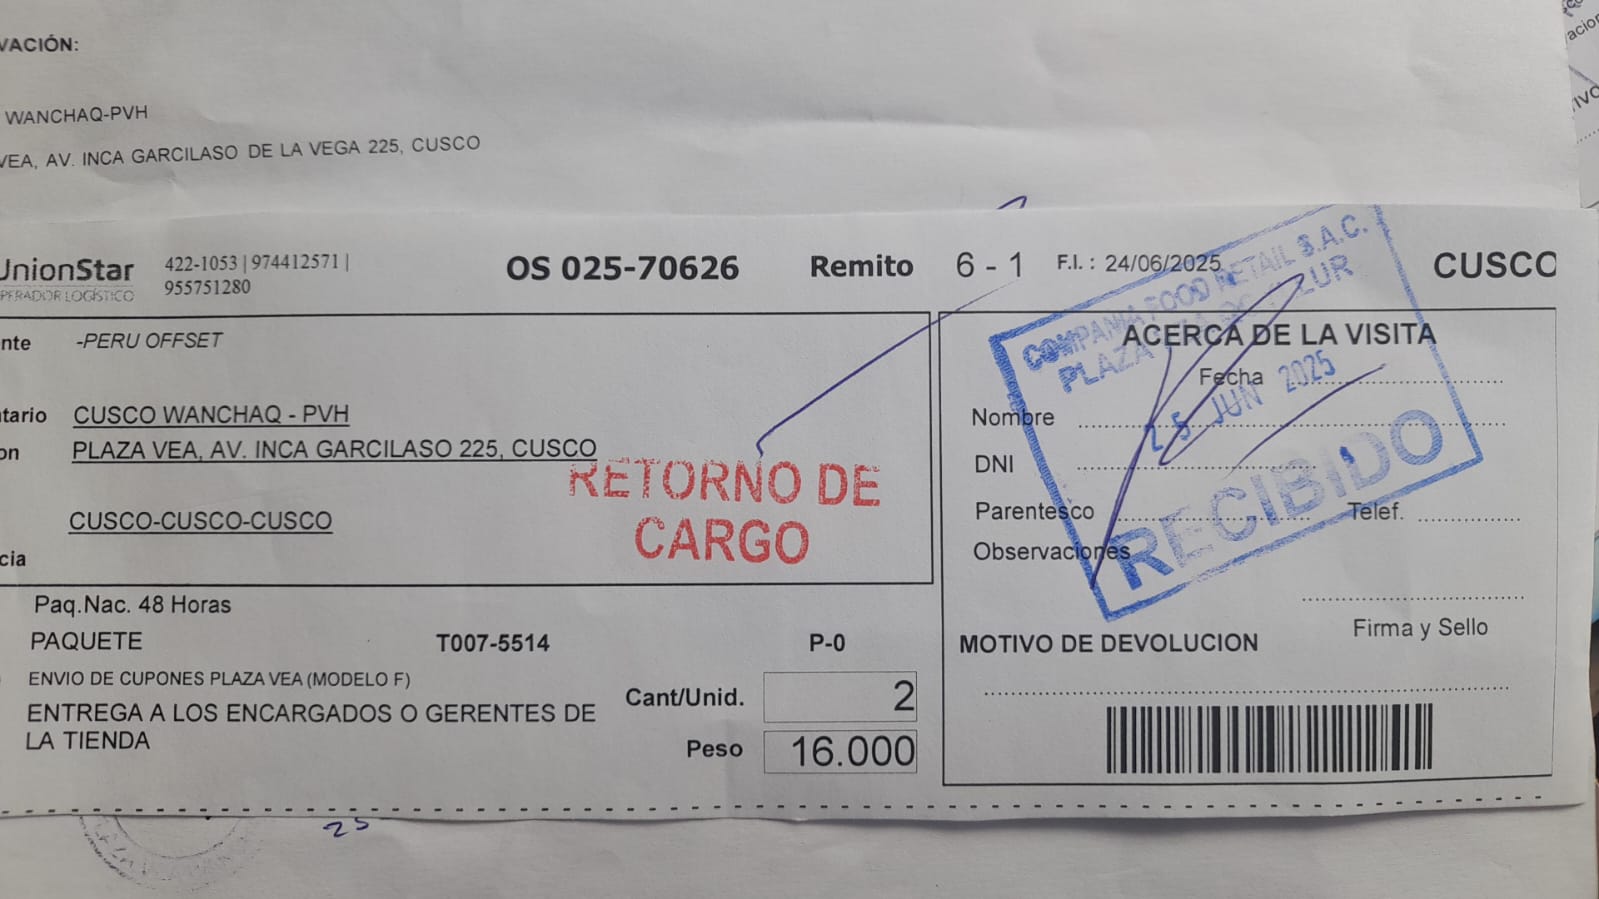 VACIÓN:
WANCHAQ-PVH
VEA, AV. INCA GARCILASO DE LA VEGA 225, CUSCO
UnionStar
OPERADOR LOGÍSTICO
422-1053 | 974412571 |
955751280
OS 025-70626
Remito
6 - 1
F.I. : 24/06/2025
CUSCO
nte
-PERU OFFSET
tario
CUSCO WANCHAQ - PVH
on
PLAZA VEA, AV. INCA GARCILASO 225, CUSCO
CUSCO-CUSCO-CUSCO
cia
RETORNO DE
CARGO
ACERCA DE LA VISITA
Fecha
Nombre
DNI
Parentesco
Telef.
Observaciones
Firma y Sello
MOTIVO DE DEVOLUCION
COMPAÑIA FOOD RETAIL S.A.C.
PLAZA
25 JUN 2025
RECIBIDO
Paq.Nac. 48 Horas
PAQUETE
T007-5514
P-0
ENVIO DE CUPONES PLAZA VEA (MODELO F)
ENTREGA A LOS ENCARGADOS O GERENTES DE
LA TIENDA
Cant/Unid.
2
Peso
16.000
25